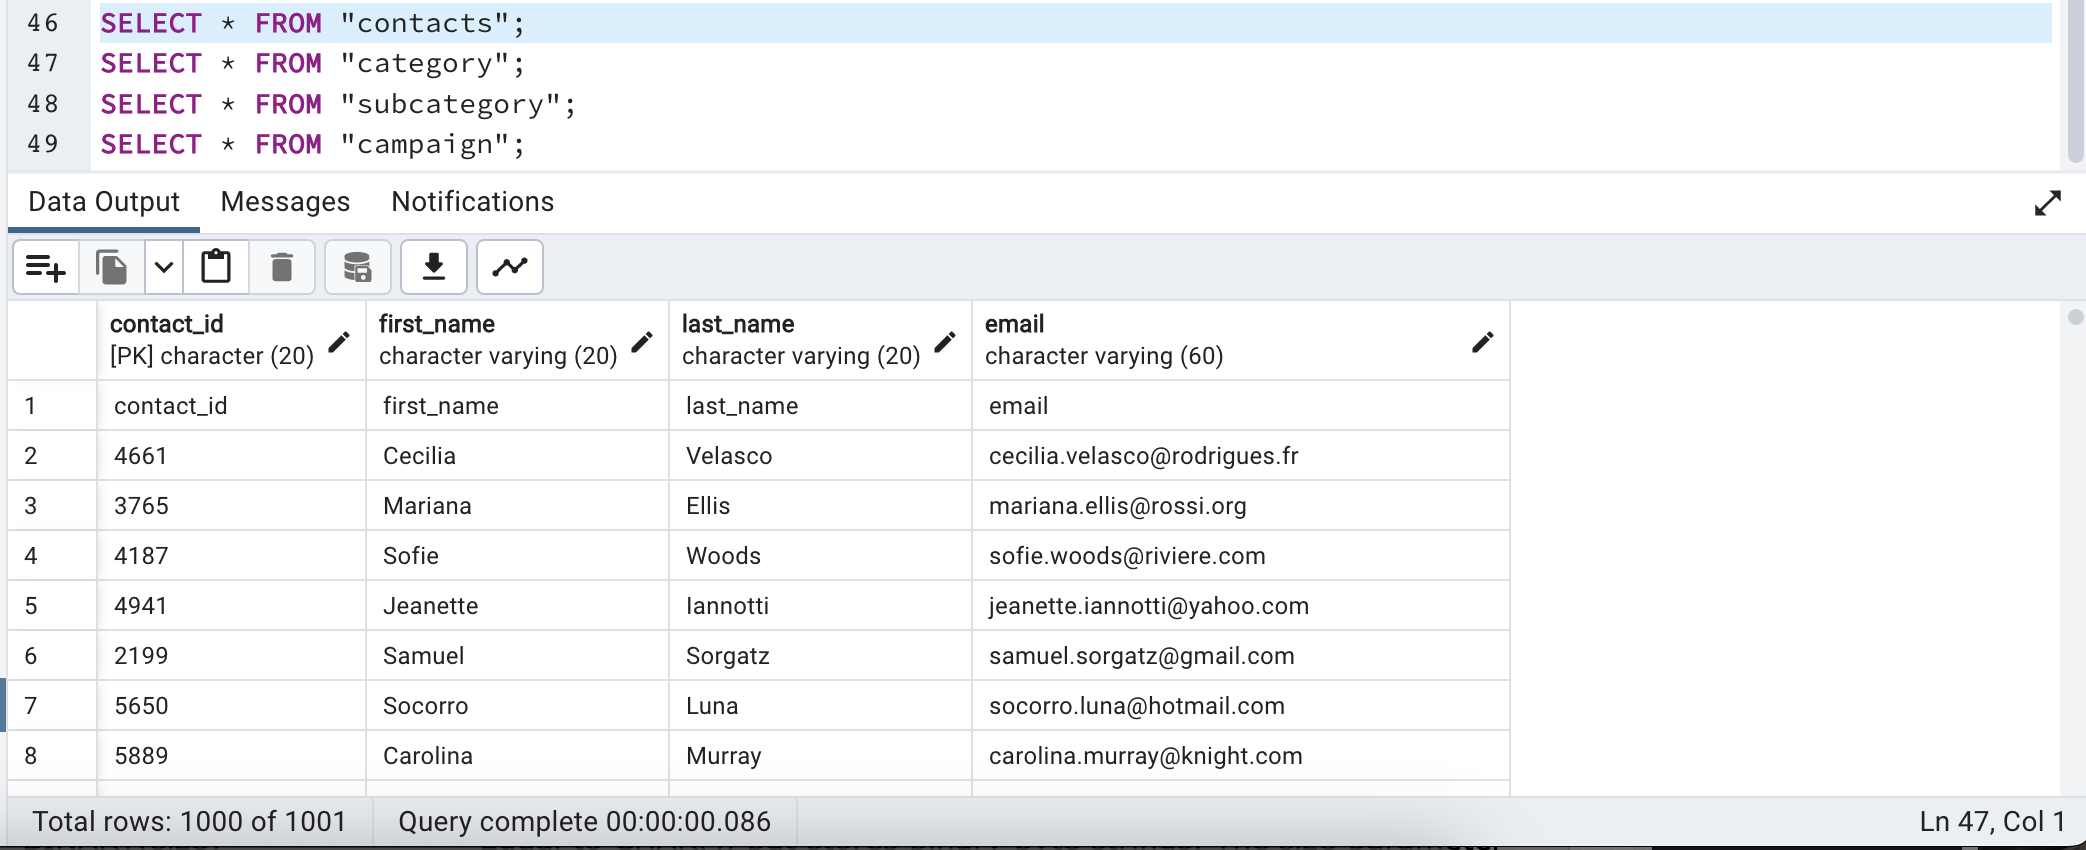 46 SELECT * FROM "contacts";
47 SELECT * FROM "category";
48 SELECT * FROM "subcategory";
49 SELECT * FROM "campaign";
Data Output Messages Notifications
contact_id first_name last_name email
[PK] character (20) character varying (20) character varying (20) character varying (60)
1 contact_id first_name last_name email
2 4661 Cecilia Velasco cecilia.velasco@rodrigues.fr
3 3765 Mariana Ellis mariana.ellis@rossi.org
4 4187 Sofie Woods sofie.woods@riviere.com
5 4941 Jeanette Iannotti jeanette.iannotti@yahoo.com
6 2199 Samuel Sorgatz samuel.sorgatz@gmail.com
7 5650 Socorro Luna socorro.luna@hotmail.com
8 5889 Carolina Murray carolina.murray@knight.com
Total rows: 1000 of 1001 Query complete 00:00:00.086 Ln 47, Col 1